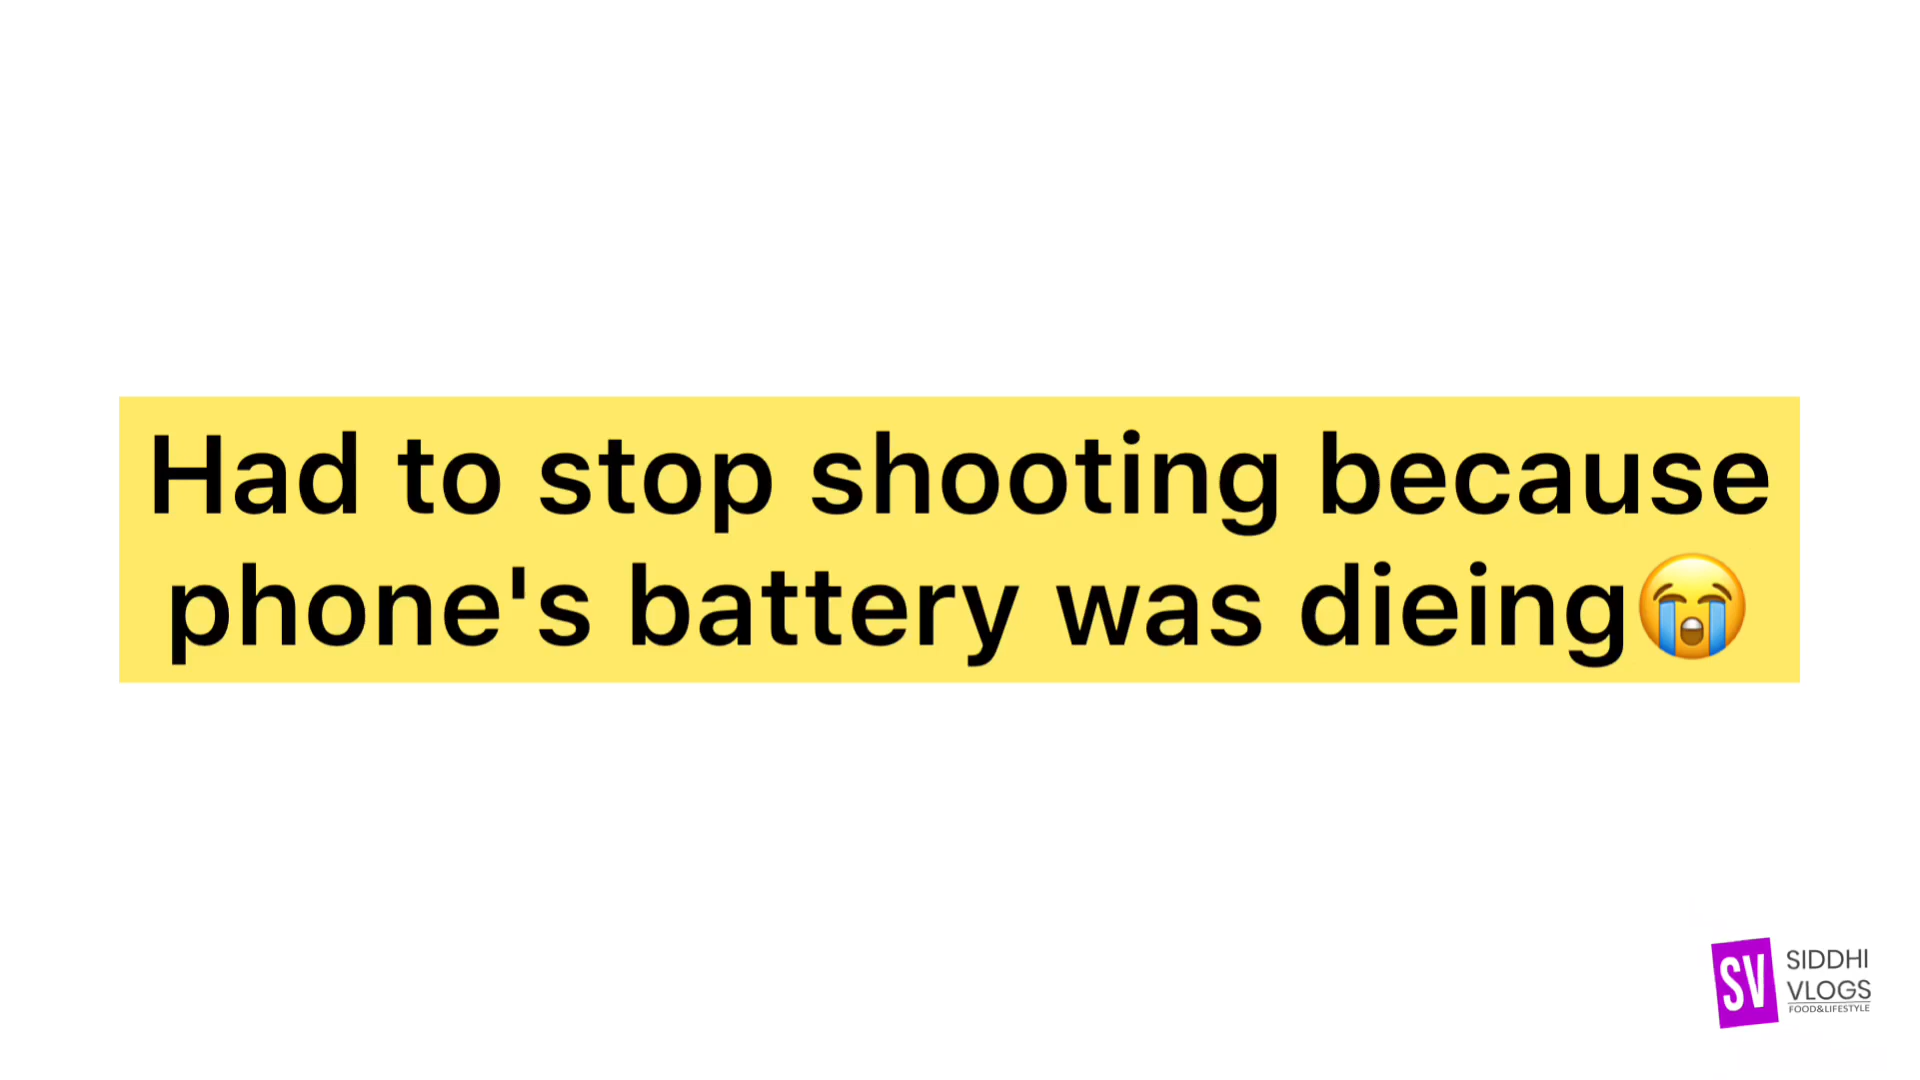 Had to stop shooting because
phone's battery was dieing😭
SV
SIDDHI
VLOGS
FOOD&LIFESTYLE